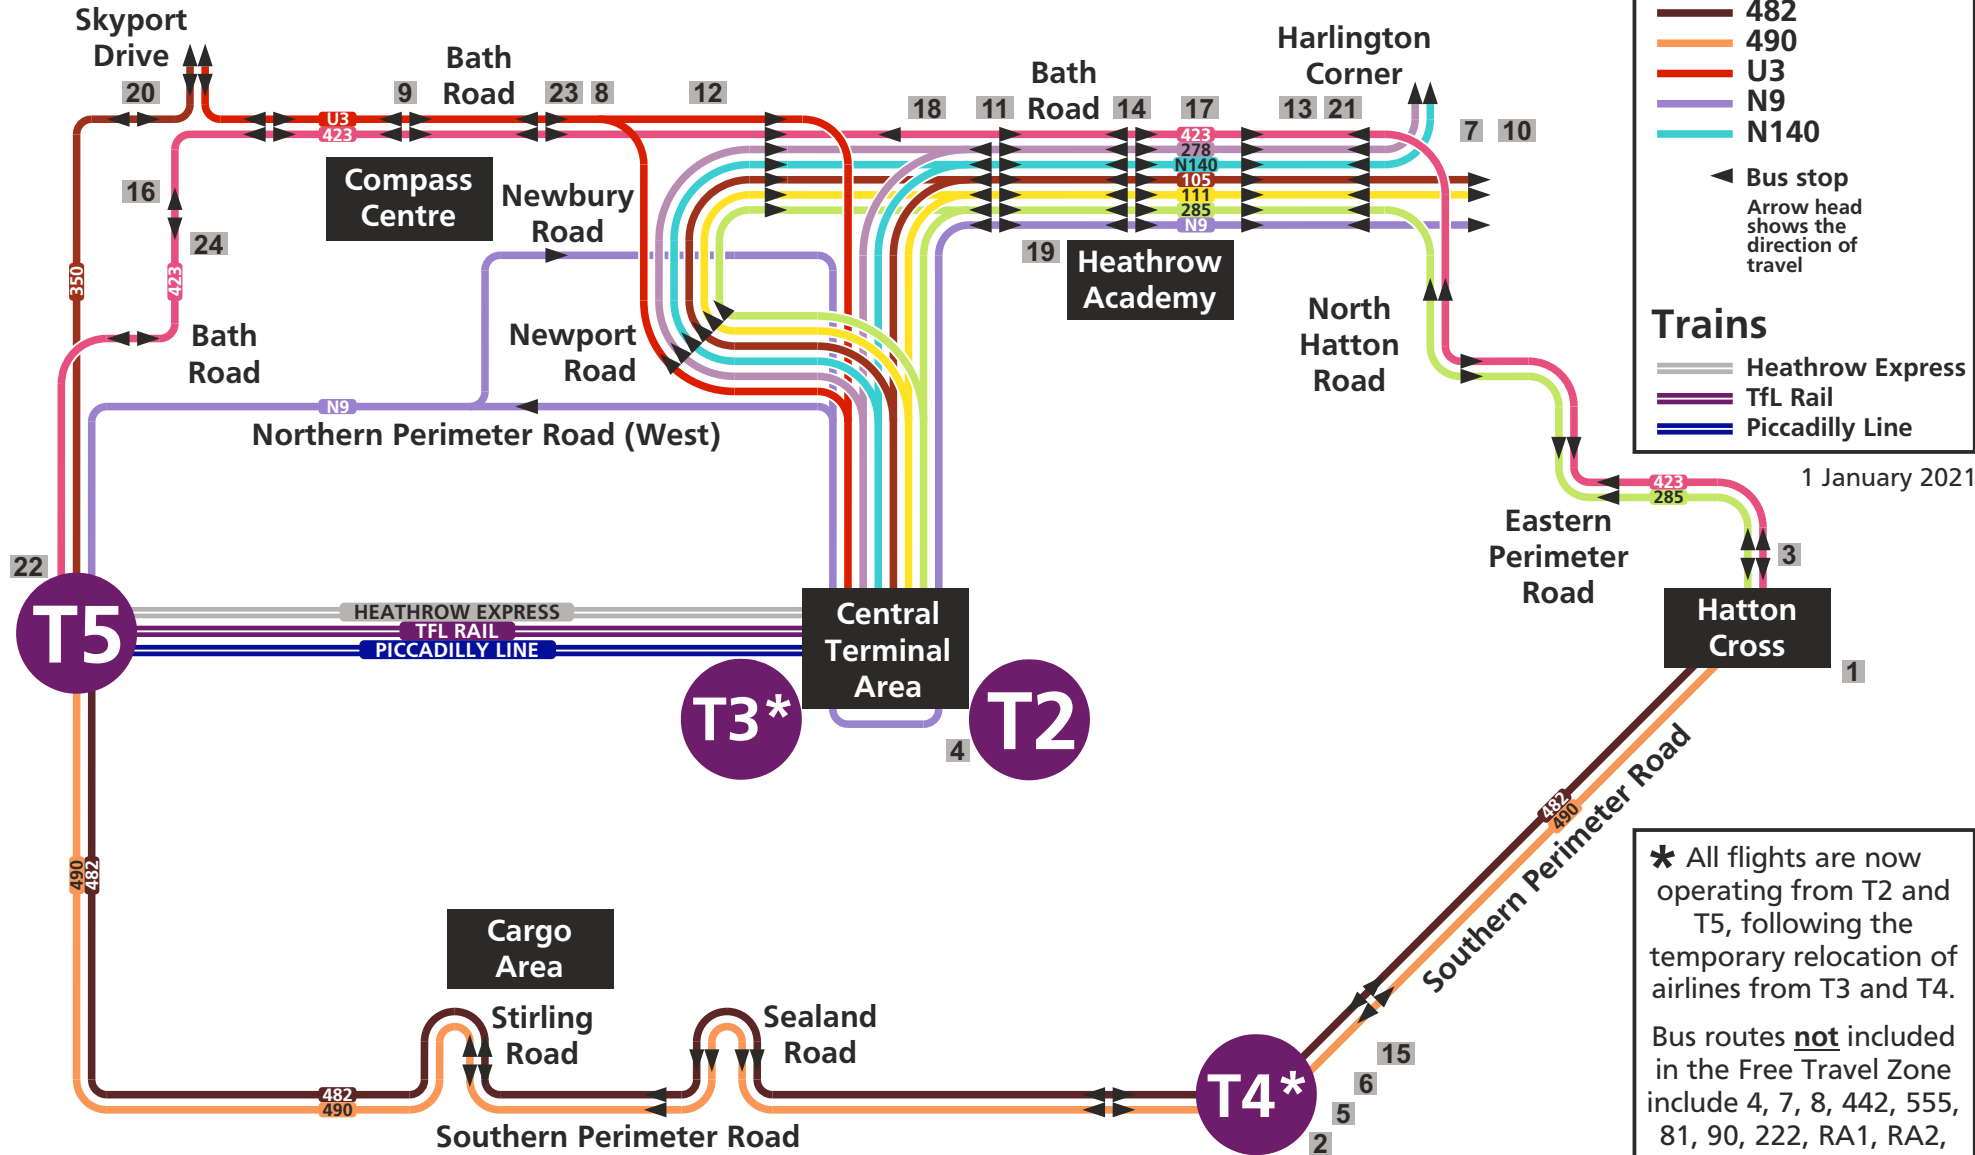 Skyport
Drive
20
9
Bath
Road
23
8
12
18
11
Bath
Road
14
17
13
21
Harlington
Corner
7
10
U3
423
423
278
N140
105
111
285
N9
16
24
350
423
Bath
Road
Compass
Centre
Newbury
Road
Newport
Road
19
Heathrow
Academy
North
Hatton
Road
N9
Northern Perimeter Road (West)
423
285
Eastern
Perimeter
Road
3
Hatton
Cross
1
22
T5
HEATHROW EXPRESS
TFL RAIL
PICCADILLY LINE
Central
Terminal
Area
T3*
T2
4
490
482
Cargo
Area
Stirling
Road
Sealand
Road
482
490
Southern Perimeter Road
T4*
15
6
5
2
482
490
Southern Perimeter Road
482
490
U3
N9
N140
Bus stop
Arrow head
shows the
direction of
travel
Trains
Heathrow Express
TfL Rail
Piccadilly Line
1 January 2021
* All flights are now
operating from T2 and
T5, following the
temporary relocation of
airlines from T3 and T4.
Bus routes not included
in the Free Travel Zone
include 4, 7, 8, 442, 555,
81, 90, 222, RA1, RA2,